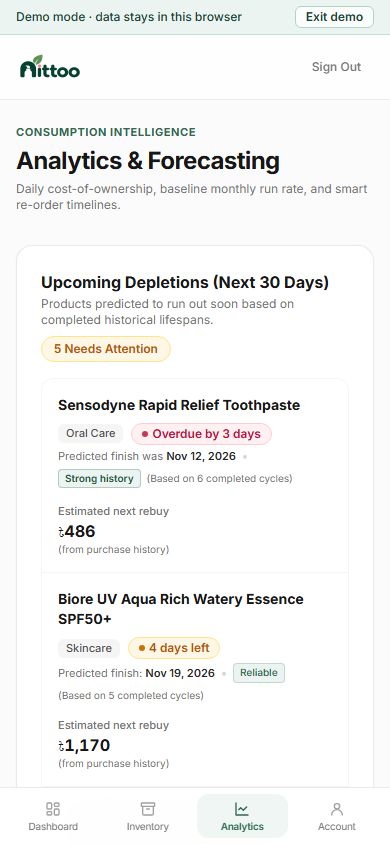 Demo mode · data stays in this browser
Exit demo
nittoo
Sign Out
CONSUMPTION INTELLIGENCE
Analytics & Forecasting
Daily cost-of-ownership, baseline monthly run rate, and smart
re-order timelines.
Upcoming Depletions (Next 30 Days)
Products predicted to run out soon based on
completed historical lifespans.
5 Needs Attention
Sensodyne Rapid Relief Toothpaste
Oral Care
Overdue by 3 days
Predicted finish was Nov 12, 2026 •
Strong history (Based on 6 completed cycles)
Estimated next rebuy
৳486
(from purchase history)
Biore UV Aqua Rich Watery Essence
SPF50+
Skincare
4 days left
Predicted finish: Nov 19, 2026 • Reliable
(Based on 5 completed cycles)
Estimated next rebuy
৳1,170
(from purchase history)
Dashboard
Inventory
Analytics
Account